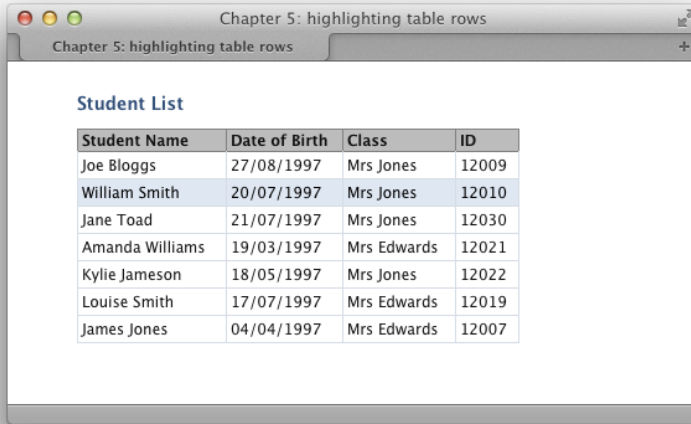 Chapter 5: highlighting table rows
Chapter 5: highlighting table rows
Student List
Student Name Date of Birth Class ID
Joe Bloggs 27/08/1997 Mrs Jones 12009
William Smith 20/07/1997 Mrs Jones 12010
Jane Toad 21/07/1997 Mrs Jones 12030
Amanda Williams 19/03/1997 Mrs Edwards 12021
Kylie Jameson 18/05/1997 Mrs Jones 12022
Louise Smith 17/07/1997 Mrs Edwards 12019
James Jones 04/04/1997 Mrs Edwards 12007